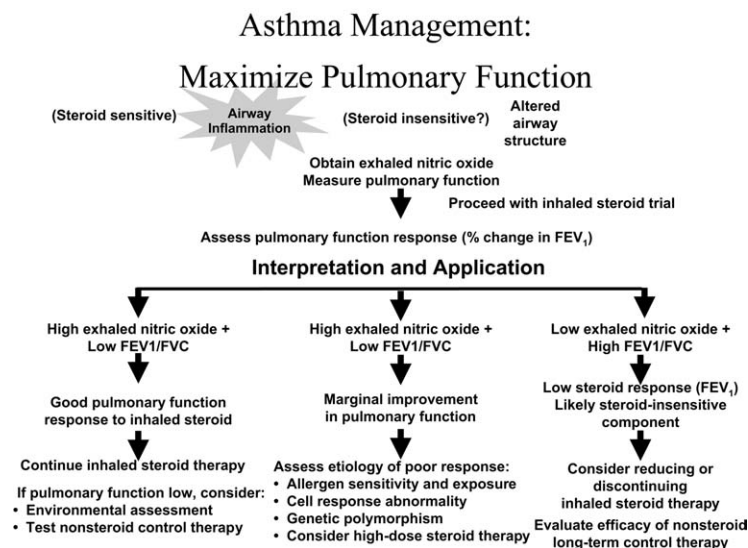 Asthma Management:
Maximize Pulmonary Function
(Steroid sensitive)
Airway
Inflammation
(Steroid insensitive?)
Altered
airway
structure
Obtain exhaled nitric oxide
Measure pulmonary function
Proceed with inhaled steroid trial
Assess pulmonary function response (% change in FEV₁)
Interpretation and Application
High exhaled nitric oxide +
Low FEV1/FVC
Good pulmonary function
response to inhaled steroid
Continue inhaled steroid therapy
If pulmonary function low, consider:
• Environmental assessment
• Test nonsteroid control therapy
High exhaled nitric oxide +
Low FEV1/FVC
Marginal improvement
in pulmonary function
Assess etiology of poor response:
• Allergen sensitivity and exposure
• Cell response abnormality
• Genetic polymorphism
• Consider high-dose steroid therapy
Low exhaled nitric oxide +
High FEV1/FVC
Low steroid response (FEV₁)
Likely steroid-insensitive
component
Consider reducing or
discontinuing
inhaled steroid therapy
Evaluate efficacy of nonsteroid
long-term control therapy